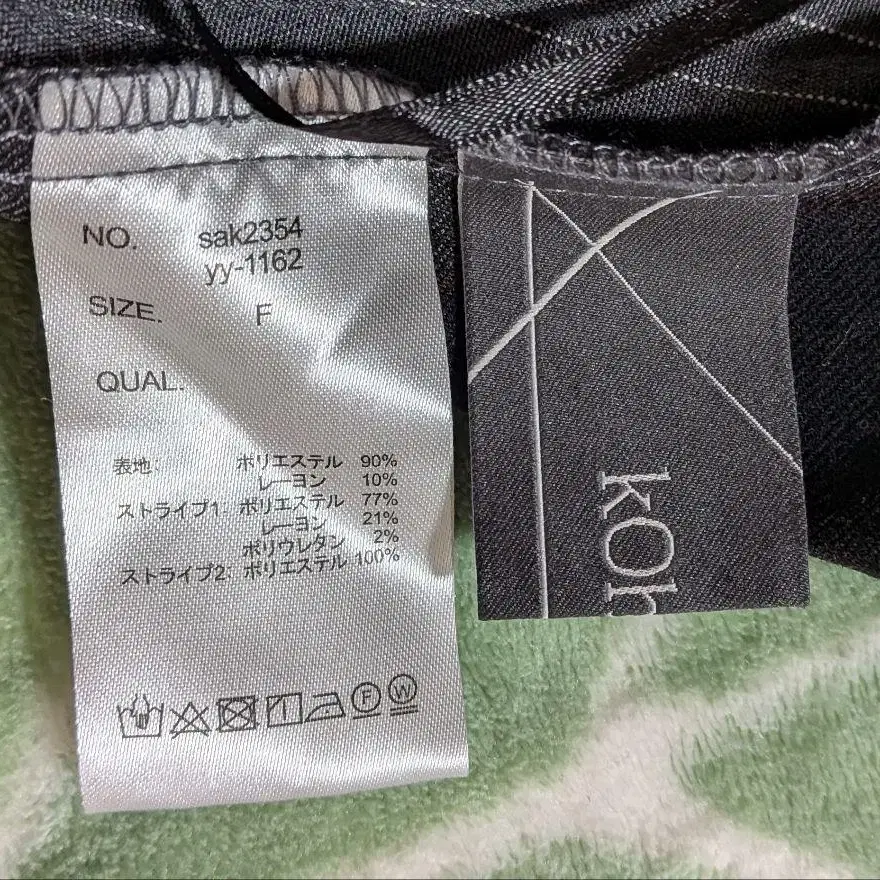 NO. sak2354
yy-1162
SIZE. F
QUAL.
表地: ポリエステル 90%
レーヨン 10%
ストライプ1: ポリエステル 77%
レーヨン 21%
ポリウレタン 2%
ストライプ2: ポリエステル 100%
F W
kOh